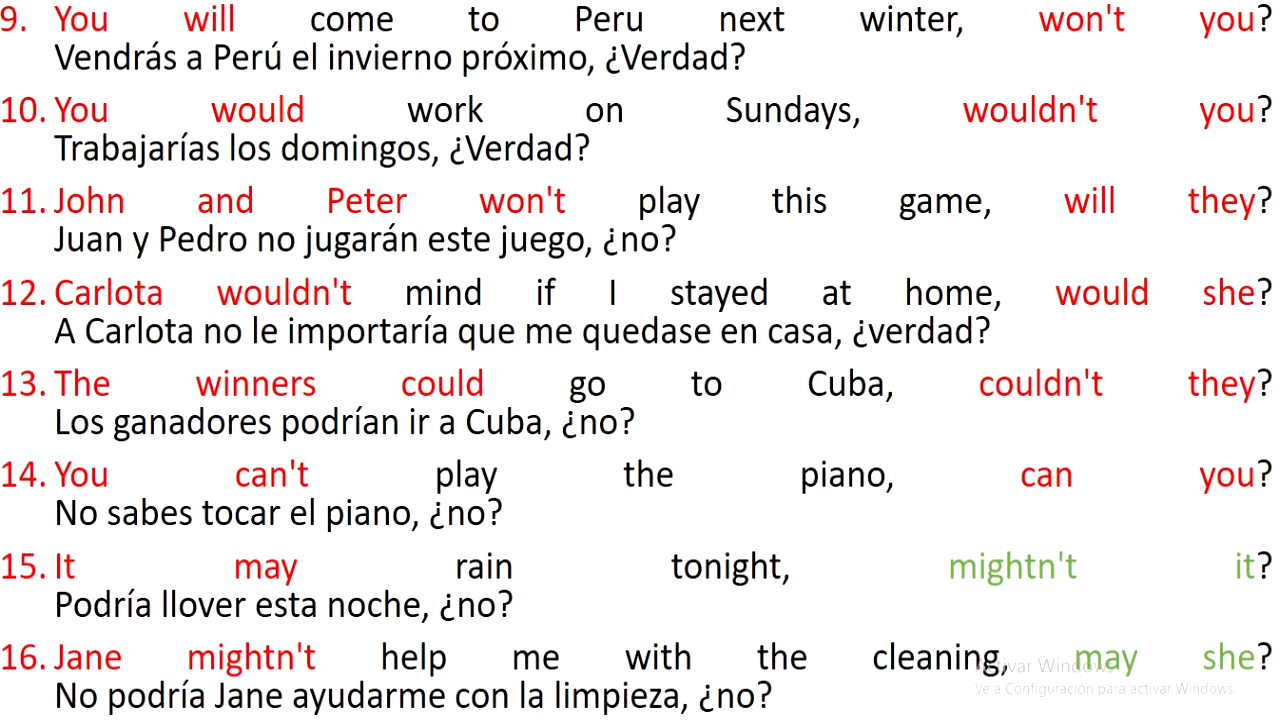 9. You will come to Peru next winter, won't you?
Vendrás a Perú el invierno próximo, ¿Verdad?
10. You would work on Sundays, wouldn't you?
Trabajarías los domingos, ¿Verdad?
11. John and Peter won't play this game, will they?
Juan y Pedro no jugarán este juego, ¿no?
12. Carlota wouldn't mind if I stayed at home, would she?
A Carlota no le importaría que me quedase en casa, ¿verdad?
13. The winners could go to Cuba, couldn't they?
Los ganadores podrían ir a Cuba, ¿no?
14. You can't play the piano, can you?
No sabes tocar el piano, ¿no?
15. It may rain tonight, mightn't it?
Podría llover esta noche, ¿no?
16. Jane mightn't help me with the cleaning, may she?
No podría Jane ayudarme con la limpieza, ¿no?
Activar Windows
Ve a Configuración para activar Windows.